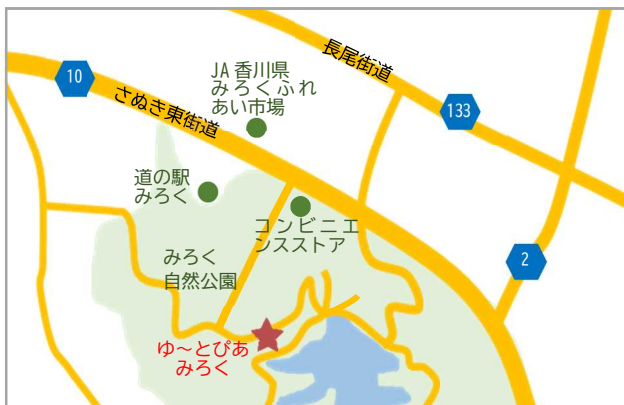 長尾街道
10
JA 香川県
みろくふれ
あい市場
さぬき東街道
133
道の駅
みろく
コンビニエ
ンスストア
みろく
自然公園
2
ゆ～とぴあ
みろく